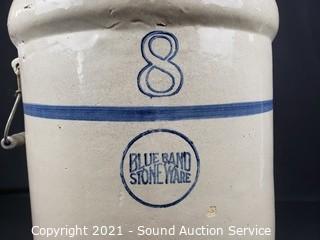 8
BLUE BAND
STONEWARE
Copyright 2021 - Sound Auction Service